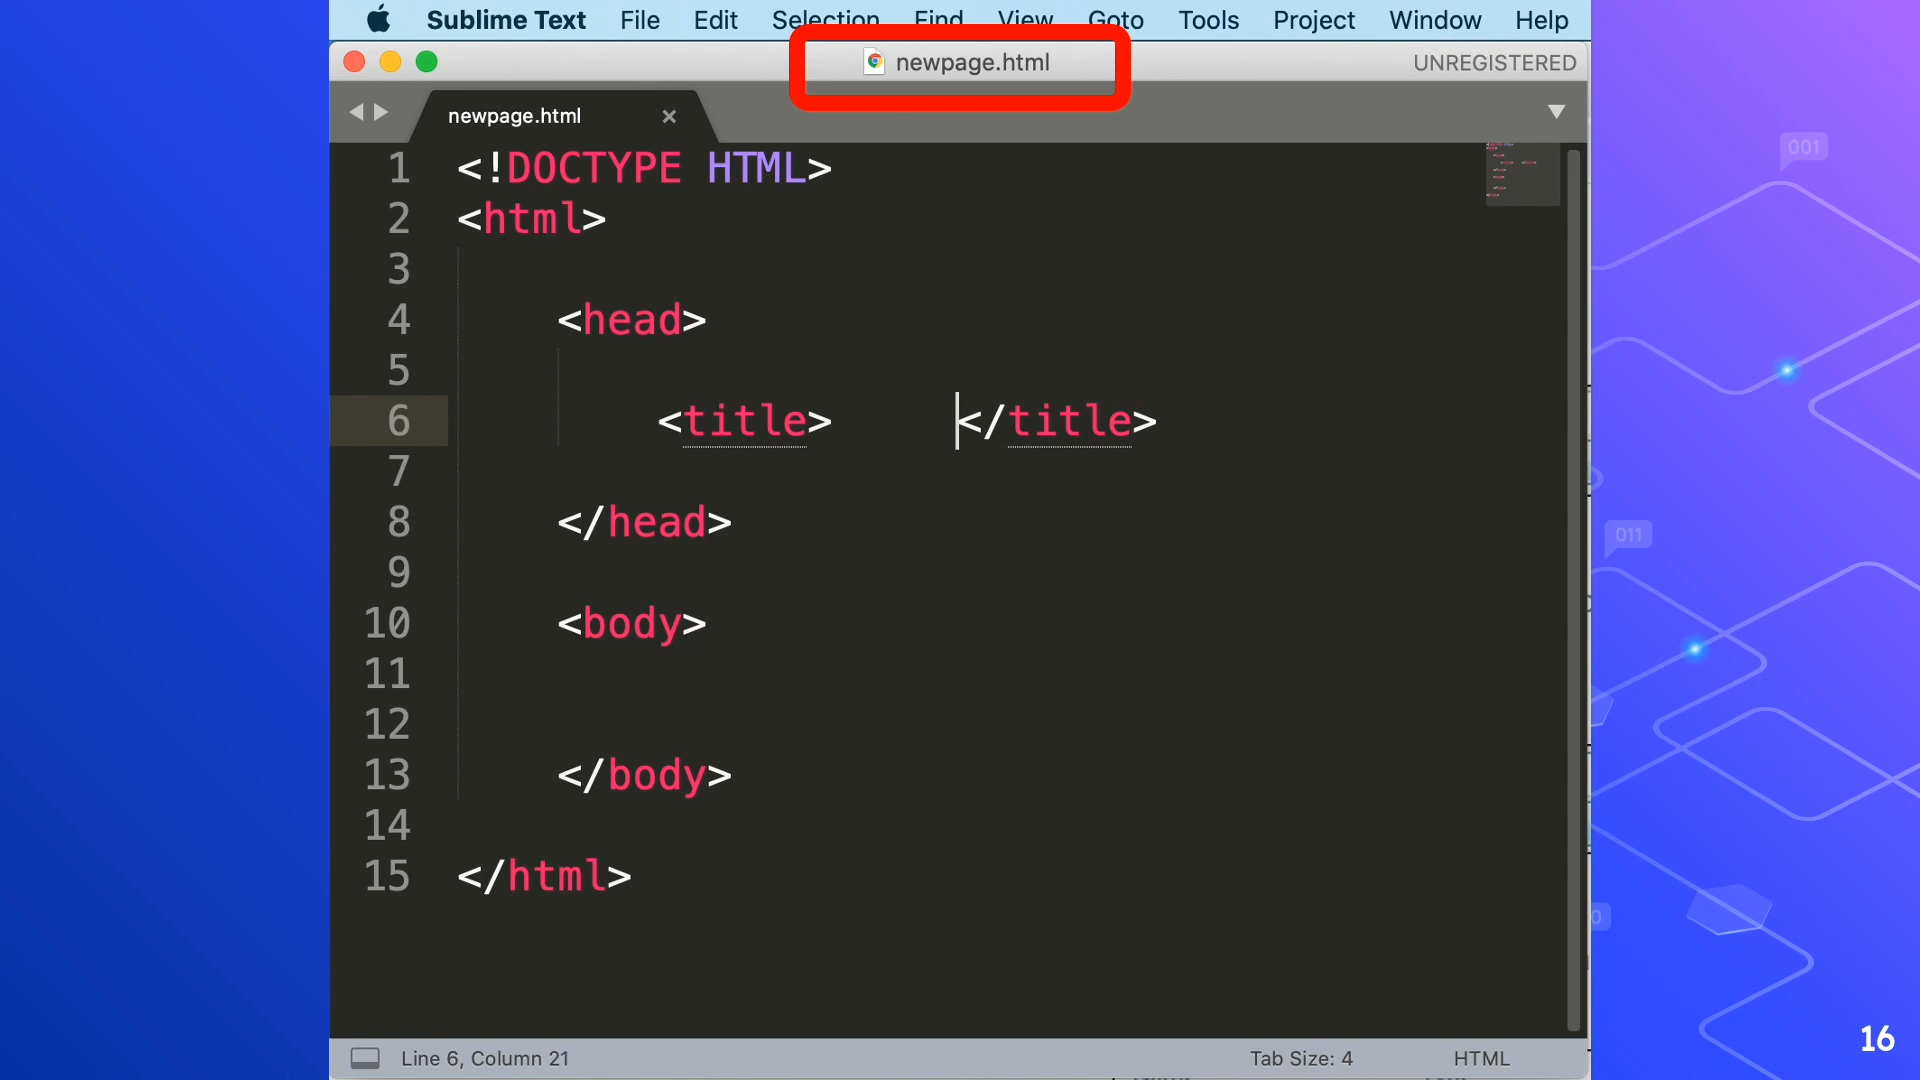 Sublime Text File Edit Selection Find View Goto Tools Project Window Help
newpage.html
UNREGISTERED
newpage.html
1 <!DOCTYPE HTML>
2 <html>
3
4 <head>
5
6 <title> </title>
7
8 </head>
9
10 <body>
11
12
13 </body>
14
15 </html>
Line 6, Column 21
Tab Size: 4
HTML
001
011
0
16